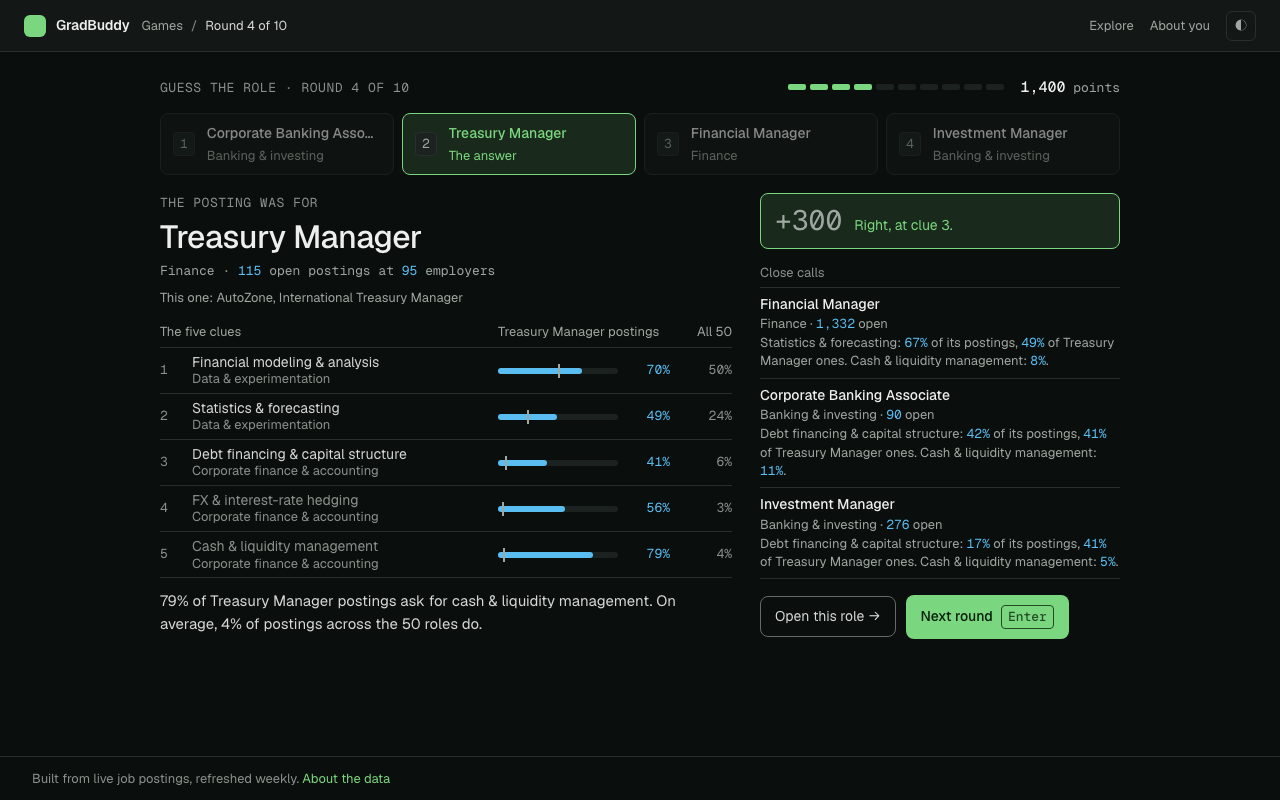 GradBuddy Games / Round 4 of 10
Explore About you
GUESS THE ROLE · ROUND 4 OF 10
1,400 points
1 Corporate Banking Asso…
Banking & investing
2 Treasury Manager
The answer
3 Financial Manager
Finance
4 Investment Manager
Banking & investing
THE POSTING WAS FOR
Treasury Manager
Finance · 115 open postings at 95 employers
This one: AutoZone, International Treasury Manager
The five clues Treasury Manager postings All 50
1 Financial modeling & analysis 70% 50%
Data & experimentation
2 Statistics & forecasting 49% 24%
Data & experimentation
3 Debt financing & capital structure 41% 6%
Corporate finance & accounting
4 FX & interest-rate hedging 56% 3%
Corporate finance & accounting
5 Cash & liquidity management 79% 4%
Corporate finance & accounting
79% of Treasury Manager postings ask for cash & liquidity management. On
average, 4% of postings across the 50 roles do.
+300 Right, at clue 3.
Close calls
Financial Manager
Finance · 1,332 open
Statistics & forecasting: 67% of its postings, 49% of Treasury
Manager ones. Cash & liquidity management: 8%.
Corporate Banking Associate
Banking & investing · 90 open
Debt financing & capital structure: 42% of its postings, 41%
of Treasury Manager ones. Cash & liquidity management:
11%.
Investment Manager
Banking & investing · 276 open
Debt financing & capital structure: 17% of its postings, 41%
of Treasury Manager ones. Cash & liquidity management: 5%.
Open this role →
Next round Enter
Built from live job postings, refreshed weekly. About the data